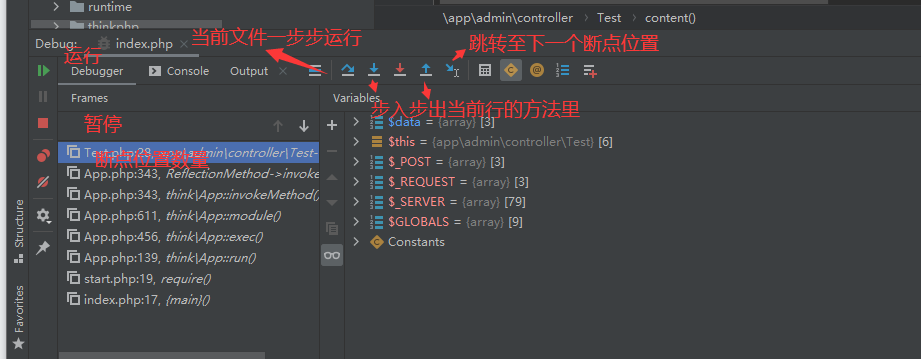 runtime
thinkphp
\app\admin\controller › Test › content()
Debug: index.php ×
当前文件一步步运行
跳转至下一个断点位置
运行
Debugger Console Output
Frames
Variables
步入步出当前行的方法里
暂停
断点位置数量
Test.php:28, app\admin\controller\Test-
App.php:343, ReflectionMethod->invoke
App.php:343, think\App::invokeMethod()
App.php:611, think\App::module()
App.php:456, think\App::exec()
App.php:139, think\App::run()
start.php:19, require()
index.php:17, {main}()
$data = {array} [3]
$this = {app\admin\controller\Test} [6]
$_POST = {array} [3]
$_REQUEST = {array} [3]
$_SERVER = {array} [79]
$GLOBALS = {array} [9]
Constants
Structure
Favorites